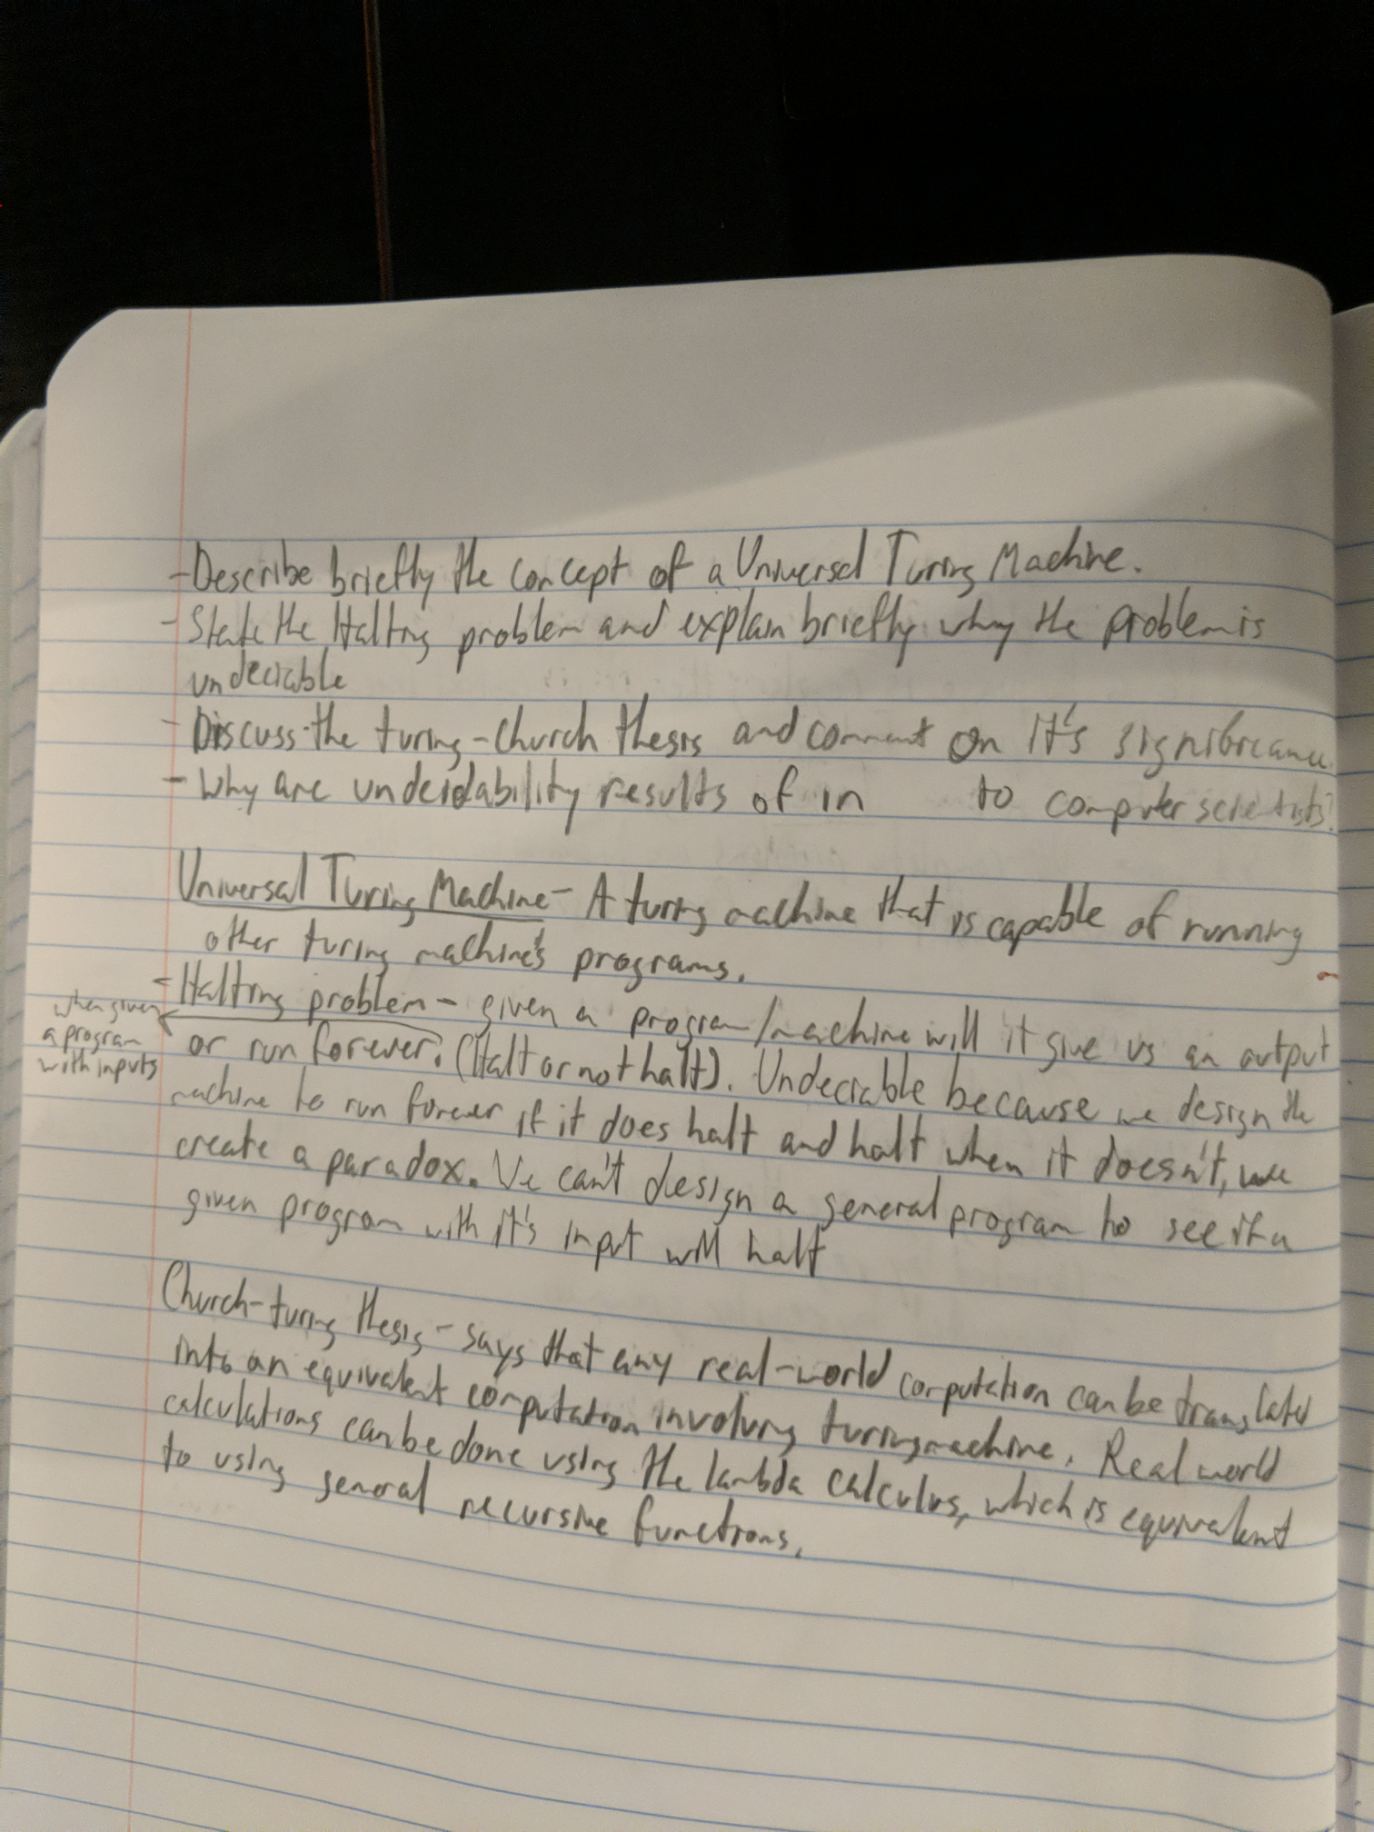 -Describe briefly the concept of a Universal Turing Machine.
-State the Halting problem and explain briefly why the problem is
undeciable
-Discuss the turing-church thesis and comment on it's significance
-Why are undecidability results of in to computer scientists?
Universal Turing Machine- A turing machine that is capable of running
other turing machine's programs.
-Halting problem- given a program/machine will it give us an output
when given
a program
with inputs
or run forever. (Halt or not halt). Undeciable because we design the
machine to run forever if it does halt and halt when it doesn't, we
create a paradox. We can't design a general program to see if a
given program with it's input will halt
Church-turing thesis- says that any real-world computation can be translated
into an equivalent computation involving turing machine. Real world
calculations can be done using the lambda calculus, which is equivalent
to using general recursive functions.